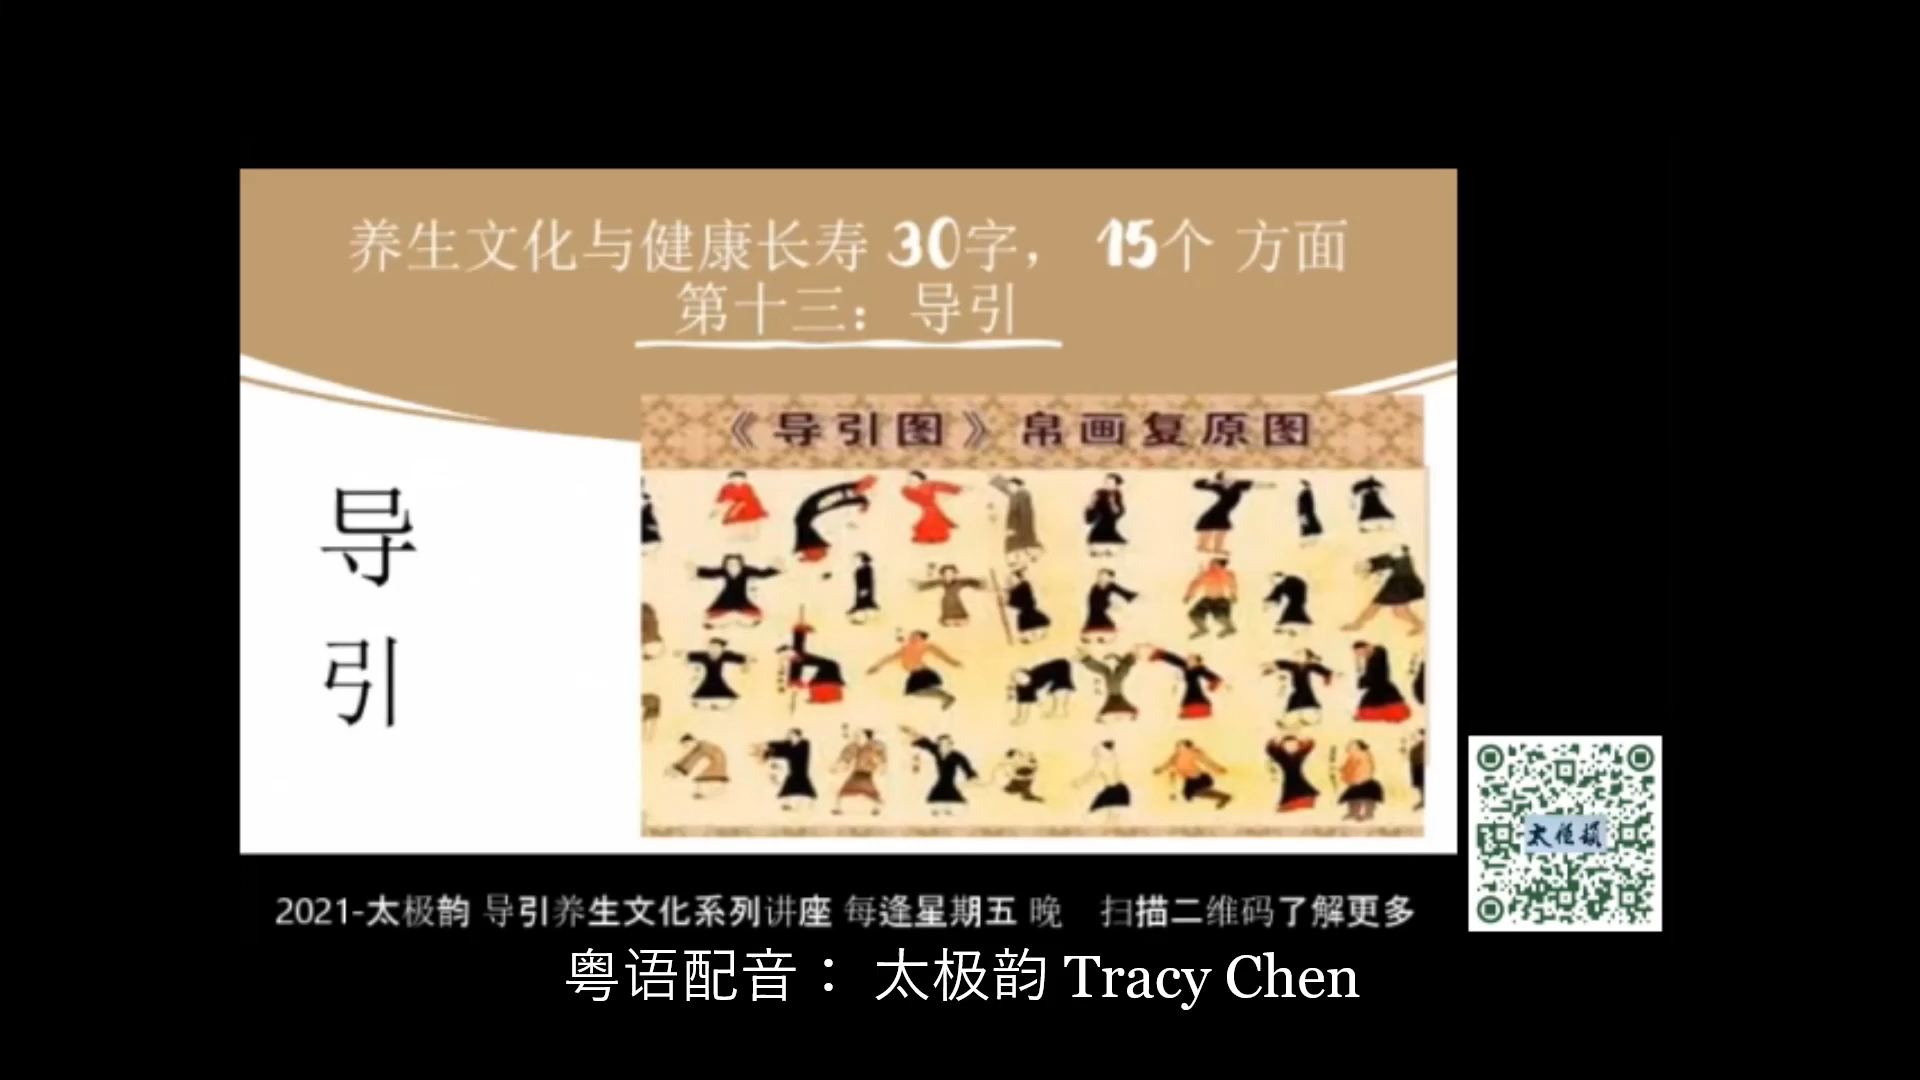 养生文化与健康长寿 30字， 15个 方面
第十三： 导引
《导引图》帛画复原图
导
引
太极韵
2021-太极韵 导引养生文化系列讲座 每逢星期五 晚 扫描二维码了解更多
粤语配音： 太极韵 Tracy Chen